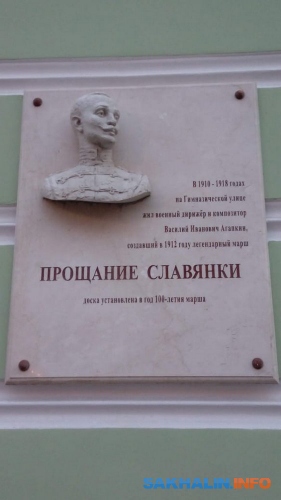 В 1910 - 1918 годах
на Гимназической улице
жил военный дирижёр и композитор
Василий Иванович Агапкин,
создавший в 1912 году легендарный марш
ПРОЩАНИЕ СЛАВЯНКИ
доска установлена в год 100-летия марша
SAKHALIN.INFO